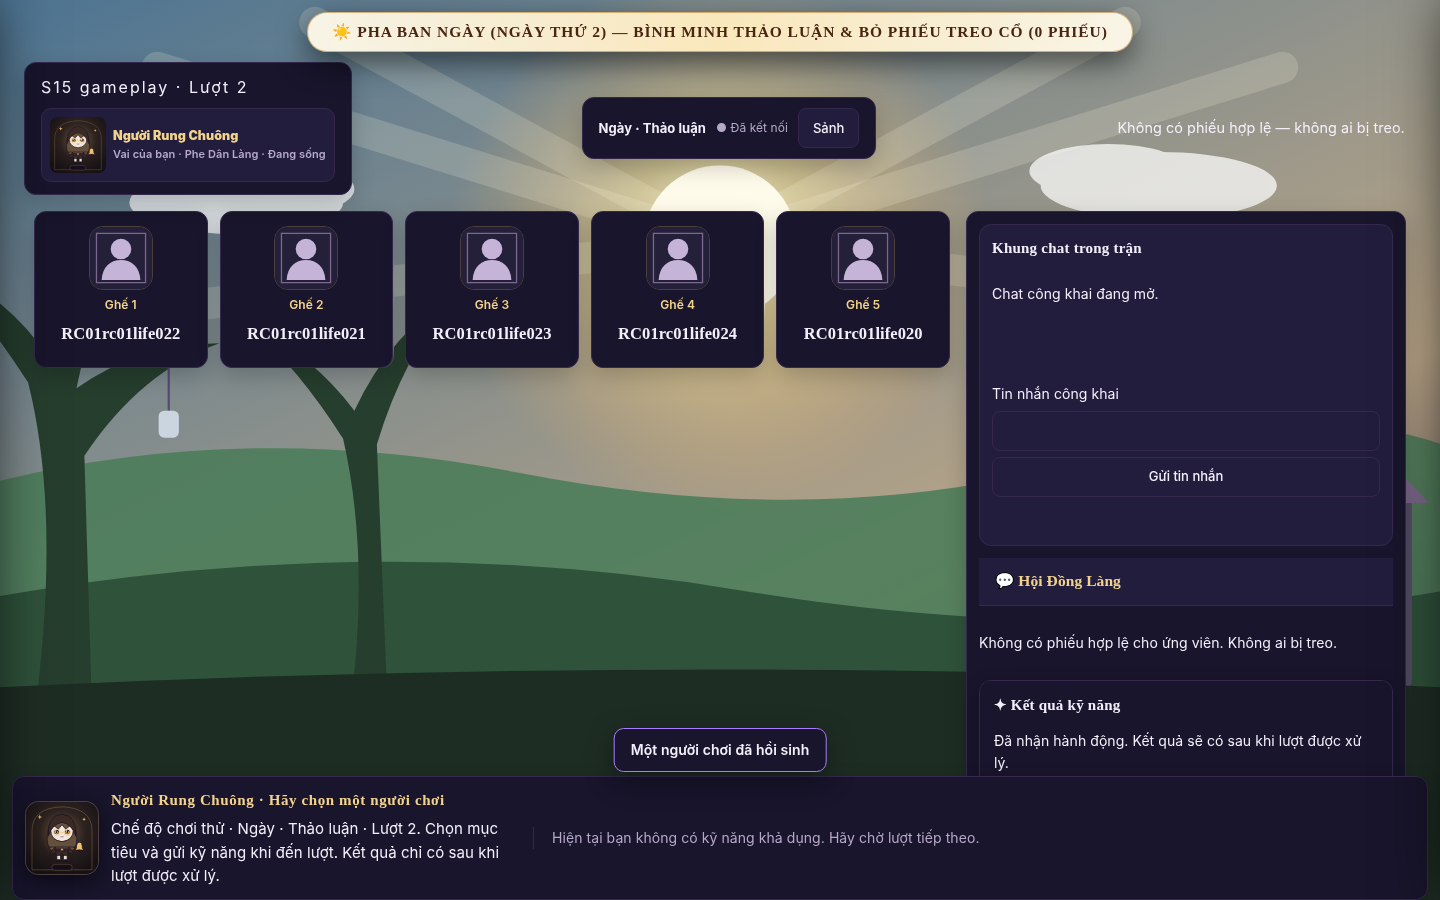 ☀️ PHA BAN NGÀY (NGÀY THỨ 2) — BÌNH MINH THẢO LUẬN & BỎ PHIẾU TREO CỔ (0 PHIẾU)
S15 gameplay · Lượt 2
Người Rung Chuông
Vai của bạn · Phe Dân Làng · Đang sống
Ngày · Thảo luận
Đã kết nối
Sảnh
Không có phiếu hợp lệ — không ai bị treo.
Ghế 1
RC01rc01life022
Ghế 2
RC01rc01life021
Ghế 3
RC01rc01life023
Ghế 4
RC01rc01life024
Ghế 5
RC01rc01life020
Khung chat trong trận
Chat công khai đang mở.
Tin nhắn công khai
Gửi tin nhắn
💬 Hội Đồng Làng
Không có phiếu hợp lệ cho ứng viên. Không ai bị treo.
✦ Kết quả kỹ năng
Đã nhận hành động. Kết quả sẽ có sau khi lượt được xử
lý.
Một người chơi đã hồi sinh
Người Rung Chuông · Hãy chọn một người chơi
Chế độ chơi thử · Ngày · Thảo luận · Lượt 2. Chọn mục
tiêu và gửi kỹ năng khi đến lượt. Kết quả chỉ có sau khi
lượt được xử lý.
Hiện tại bạn không có kỹ năng khả dụng. Hãy chờ lượt tiếp theo.